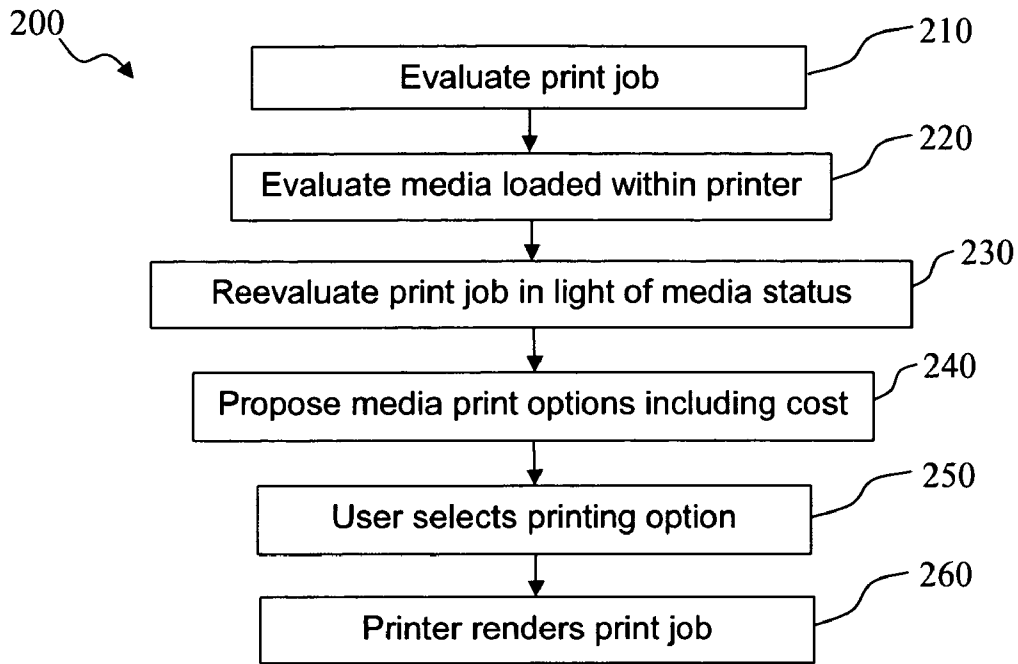 200
210
Evaluate print job
220
Evaluate media loaded within printer
230
Reevaluate print job in light of media status
240
Propose media print options including cost
250
User selects printing option
260
Printer renders print job